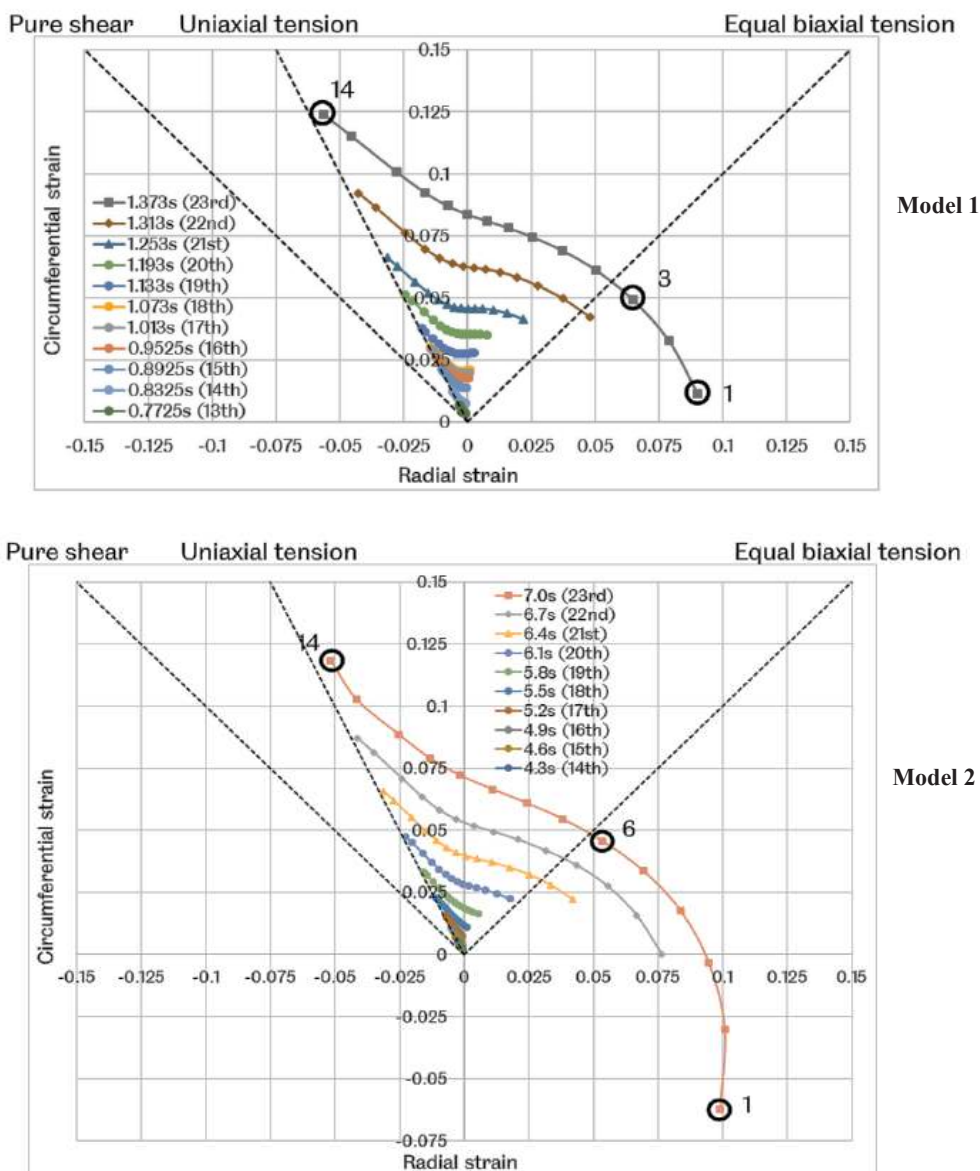 Pure shear Uniaxial tension Equal biaxial tension
0.15
14
0.125
0.1
1.373s (23rd)
1.313s (22nd)
Model 1
0.075
1.253s (21st)
1.193s (20th)
3
1.133s (19th)
0.05
1.073s (18th)
1.013s (17th)
0.9525s (16th)
0.025
0.8925s (15th)
1
0.8325s (14th)
0.7725s (13th)
0
-0.15 -0.125 -0.1 -0.075 -0.05 -0.025 0 0.025 0.05 0.075 0.1 0.125 0.15
Circumferential strain
Radial strain
Pure shear Uniaxial tension Equal biaxial tension
0.15
7.0s (23rd)
6.7s (22nd)
6.4s (21st)
14
0.125
6.1s (20th)
5.8s (19th)
5.5s (18th)
0.1
5.2s (17th)
4.9s (16th)
4.6s (15th)
0.075
4.3s (14th)
Model 2
6
0.05
0.025
0
-0.15 -0.125 -0.1 -0.075 -0.05 -0.025 0 0.025 0.05 0.075 0.1 0.125 0.15
-0.025
-0.05
1
-0.075
Circumferential strain
Radial strain